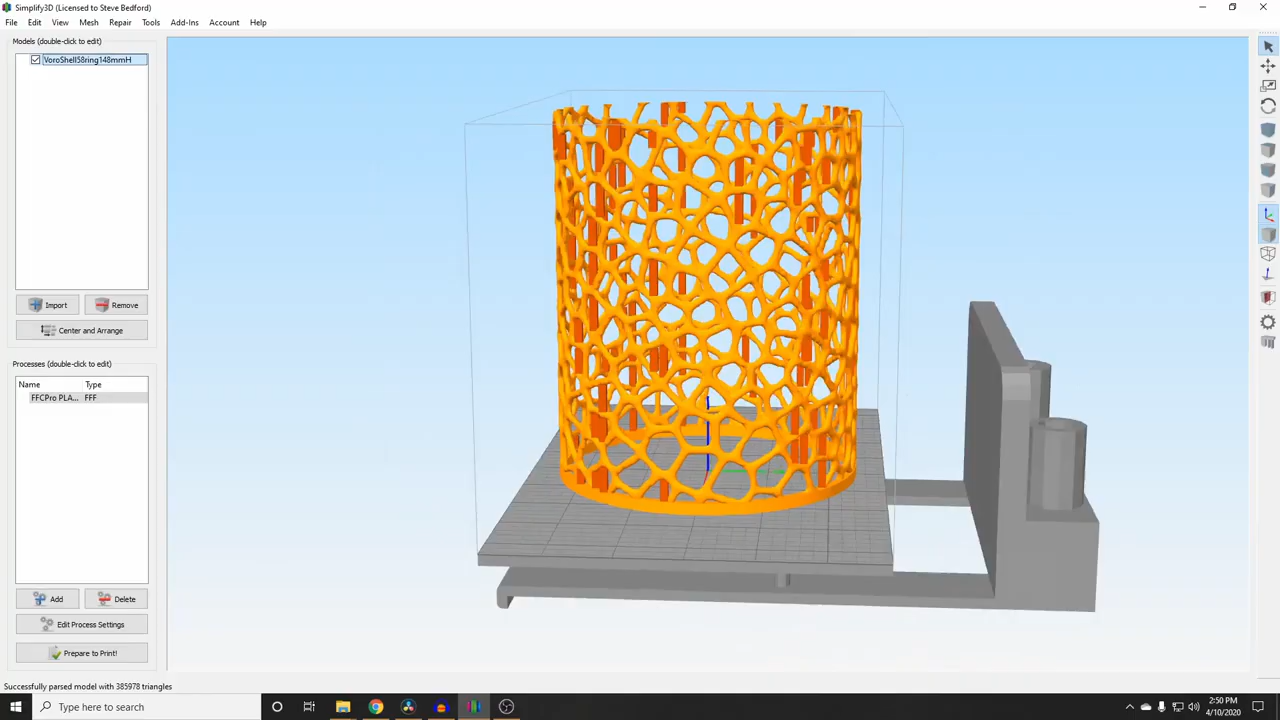 Simplify3D (Licensed to Steve Bedford)
File Edit View Mesh Repair Tools Add-Ins Account Help
Models (double-click to edit)
VoroShell58ring148mmH
Import Remove
Center and Arrange
Processes (double-click to edit)
Name Type
FFCPro PLA... FFF
Add Delete
Edit Process Settings
Prepare to Print!
Successfully parsed model with 385978 triangles
Type here to search
2:50 PM
4/10/2020